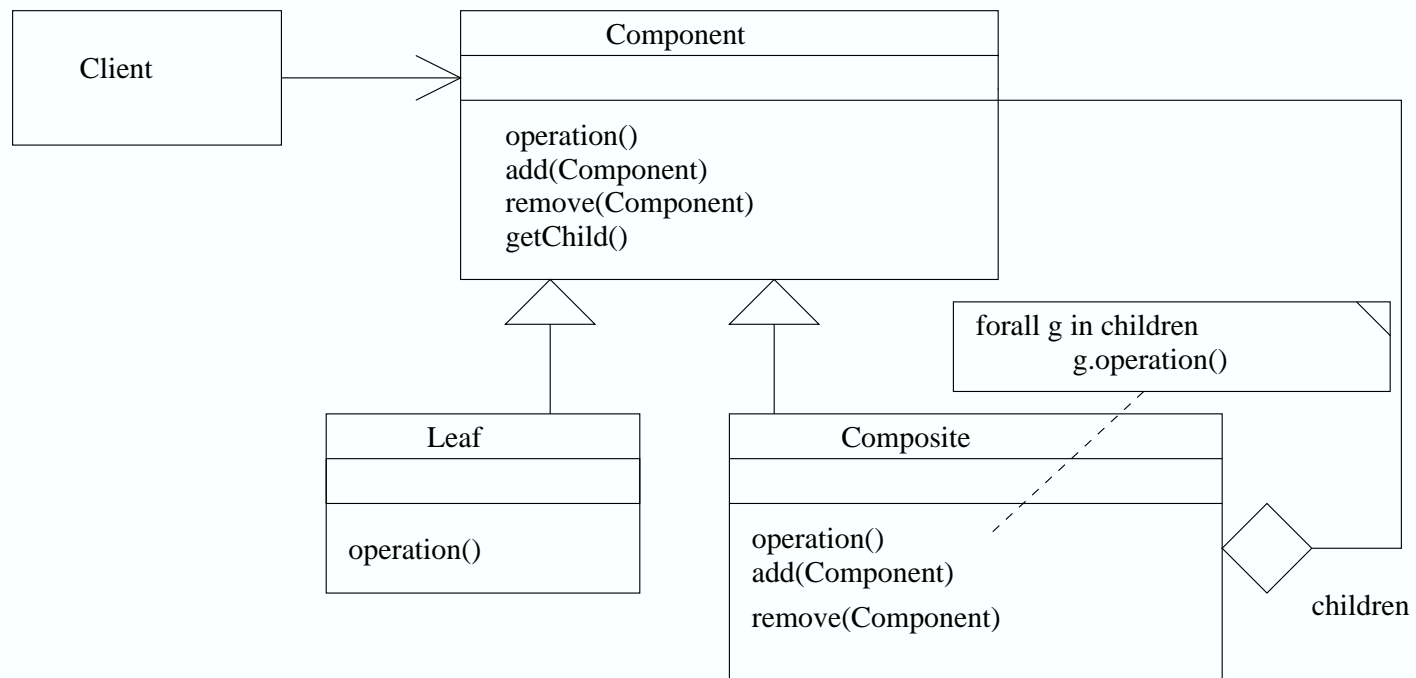 Client
Component
operation()
add(Component)
remove(Component)
getChild()
forall g in children
g.operation()
Leaf
operation()
Composite
operation()
add(Component)
remove(Component)
children